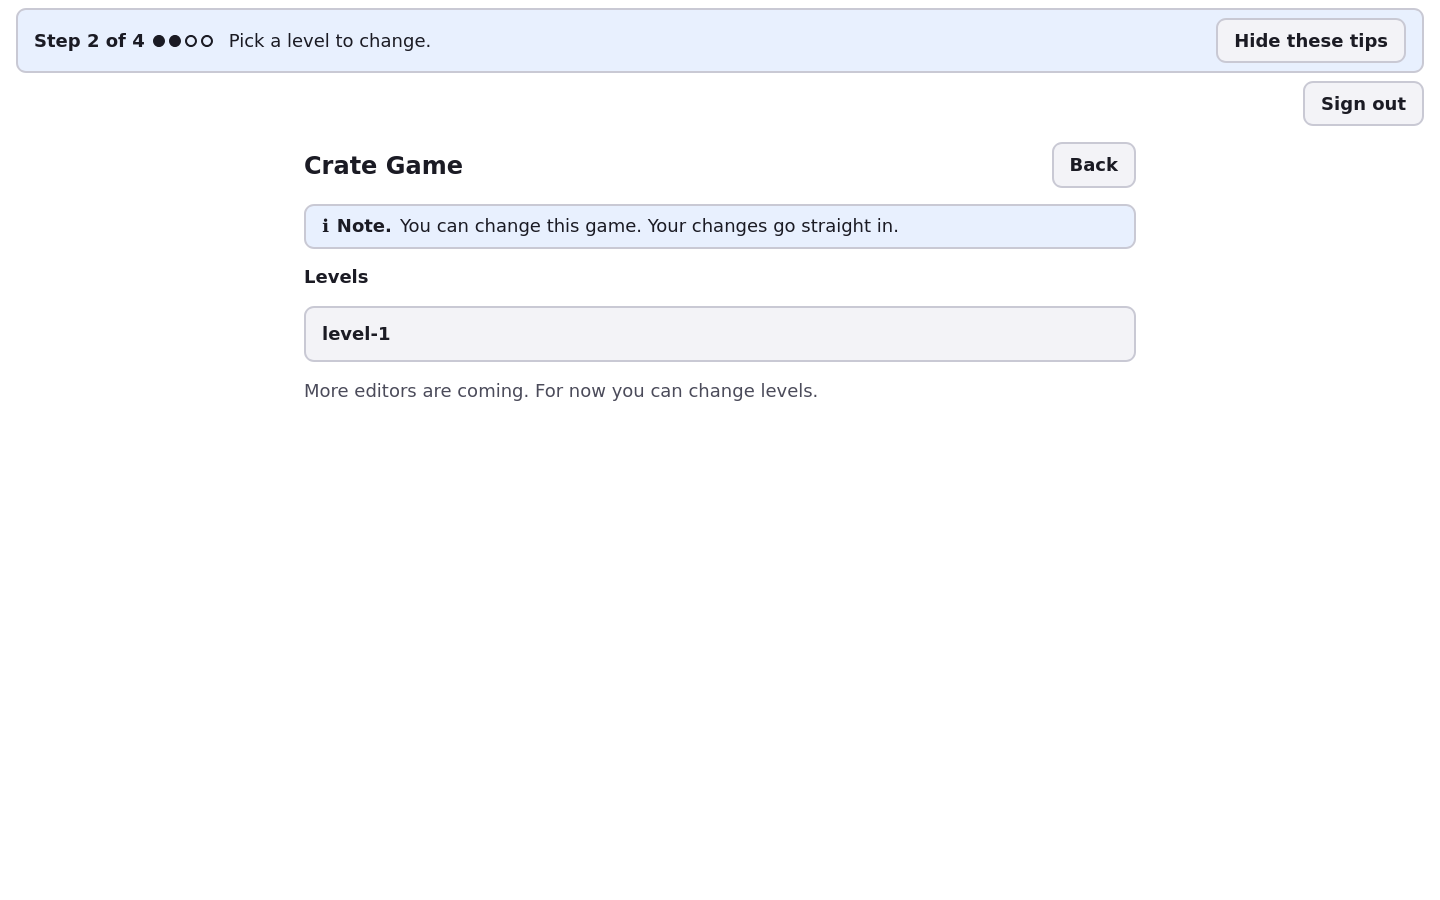 Step 2 of 4 Pick a level to change. Hide these tips
Sign out
Crate Game Back
ℹ Note. You can change this game. Your changes go straight in.
Levels
level-1
More editors are coming. For now you can change levels.